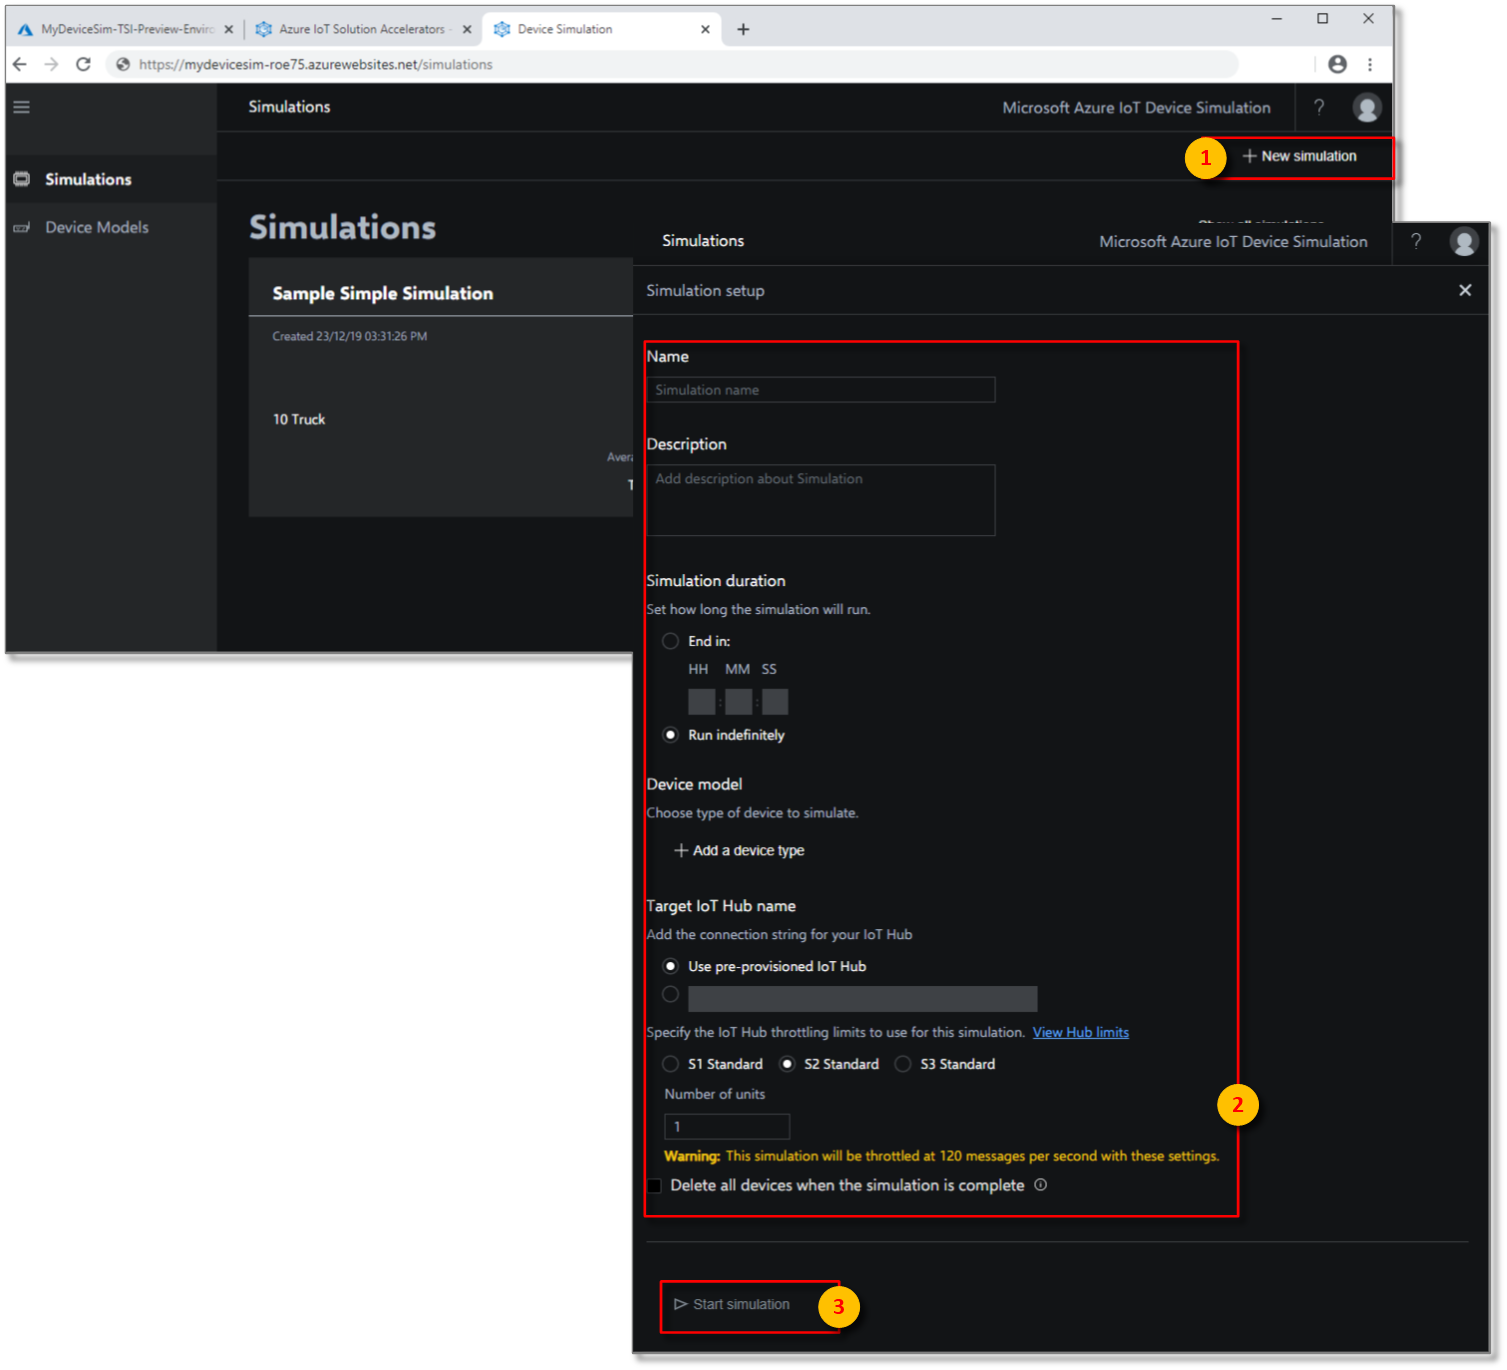 MyDeviceSim-TSI-Preview-Enviro
Azure IoT Solution Accelerators -
Device Simulation
https://mydevicesim-roe75.azurewebsites.net/simulations
Simulations
Microsoft Azure IoT Device Simulation
?
1
+ New simulation
Simulations
Device Models
Simulations
Show all simulations
Sample Simple Simulation
Created 23/12/19 03:31:26 PM
10 Truck
Avera
T
Simulations
Microsoft Azure IoT Device Simulation
?
Simulation setup
Name
Simulation name
Description
Add description about Simulation
Simulation duration
Set how long the simulation will run.
End in:
HH MM SS
: :
Run indefinitely
Device model
Choose type of device to simulate.
+ Add a device type
Target IoT Hub name
Add the connection string for your IoT Hub
Use pre-provisioned IoT Hub
Specify the IoT Hub throttling limits to use for this simulation. View Hub limits
S1 Standard S2 Standard S3 Standard
Number of units
2
1
Warning: This simulation will be throttled at 120 messages per second with these settings.
Delete all devices when the simulation is complete
Start simulation
3